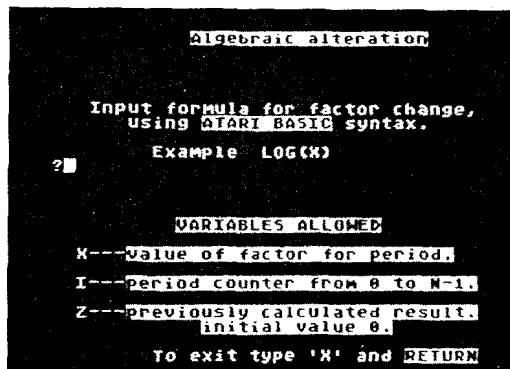 Algebraic alteration
Input formula for factor change,
using ATARI BASIC syntax.
Example LOG(X)
?
VARIABLES ALLOWED
X---value of factor for period.
I---period counter from 0 to N-1.
Z---previously calculated result.
initial value 0.
To exit type 'X' and RETURN